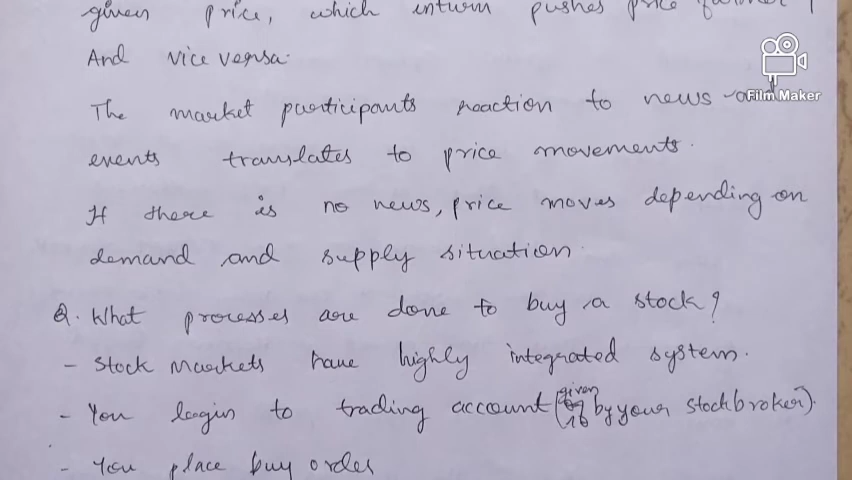 given price, which inturn pushes price further
And vice versa.
The market participants reaction to news and
events translates to price movements.
If there is no news, price moves depending on
demand and supply situation.
Q. What processes are done to buy a stock?
- Stock markets have highly integrated system.
- You login to trading account (given by your stockbroker).
- You place buy order
Film Maker